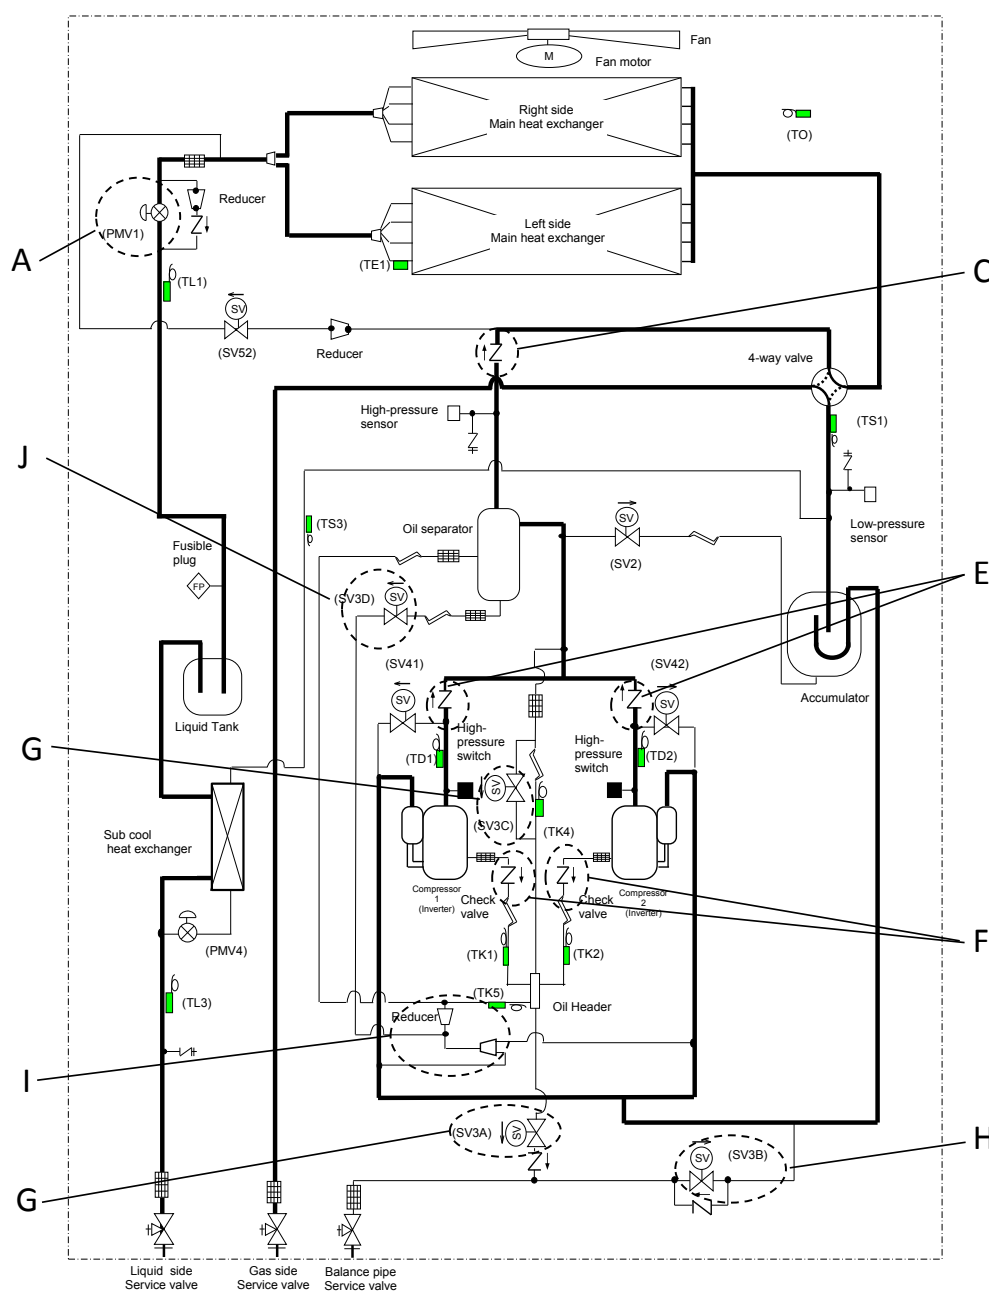 Fan
M
Fan motor
Right side
Main heat exchanger
(TO)
Reducer
(PMV1)
A
Left side
Main heat exchanger
(TE1)
(TL1)
C
SV
(SV52)
Reducer
4-way valve
High-pressure
sensor
(TS1)
J
Oil separator
(TS3)
SV
(SV2)
Low-pressure
sensor
Fusible
plug
FP
(SV3D)
SV
E
(SV41)
(SV42)
SV
SV
Accumulator
Liquid Tank
High-
pressure
switch
High-
pressure
switch
G
(TD1)
(TD2)
SV
(SV3C)
(TK4)
Sub cool
heat exchanger
Compressor
1
(Inverter)
Check
valve
Check
valve
Compressor
2
(Inverter)
F
(PMV4)
(TK1)
(TK2)
(TL3)
(TK5)
Oil Header
Reducer
I
(SV3A)
SV
(SV3B)
SV
H
G
Liquid side
Service valve
Gas side
Service valve
Balance pipe
Service valve